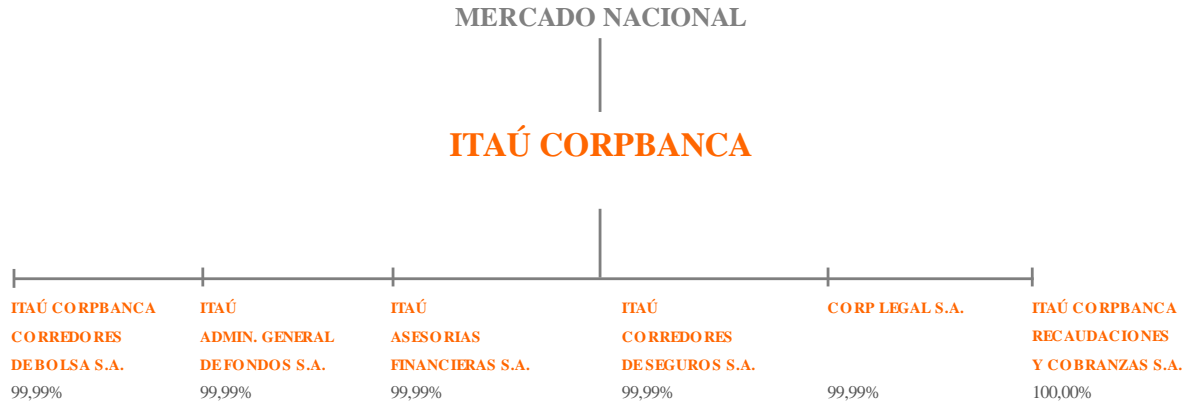 MERCADO NACIONAL
ITAÚ CORPBANCA
ITAÚ CORPBANCA
CORREDORES
DE BOLSA S.A.
99,99%
ITAÚ
ADMIN. GENERAL
DE FONDOS S.A.
99,99%
ITAÚ
ASESORIAS
FINANCIERAS S.A.
99,99%
ITAÚ
CORREDORES
DE SEGUROS S.A.
99,99%
CORP LEGAL S.A.
99,99%
ITAÚ CORPBANCA
RECAUDACIONES
Y COBRANZAS S.A.
100,00%